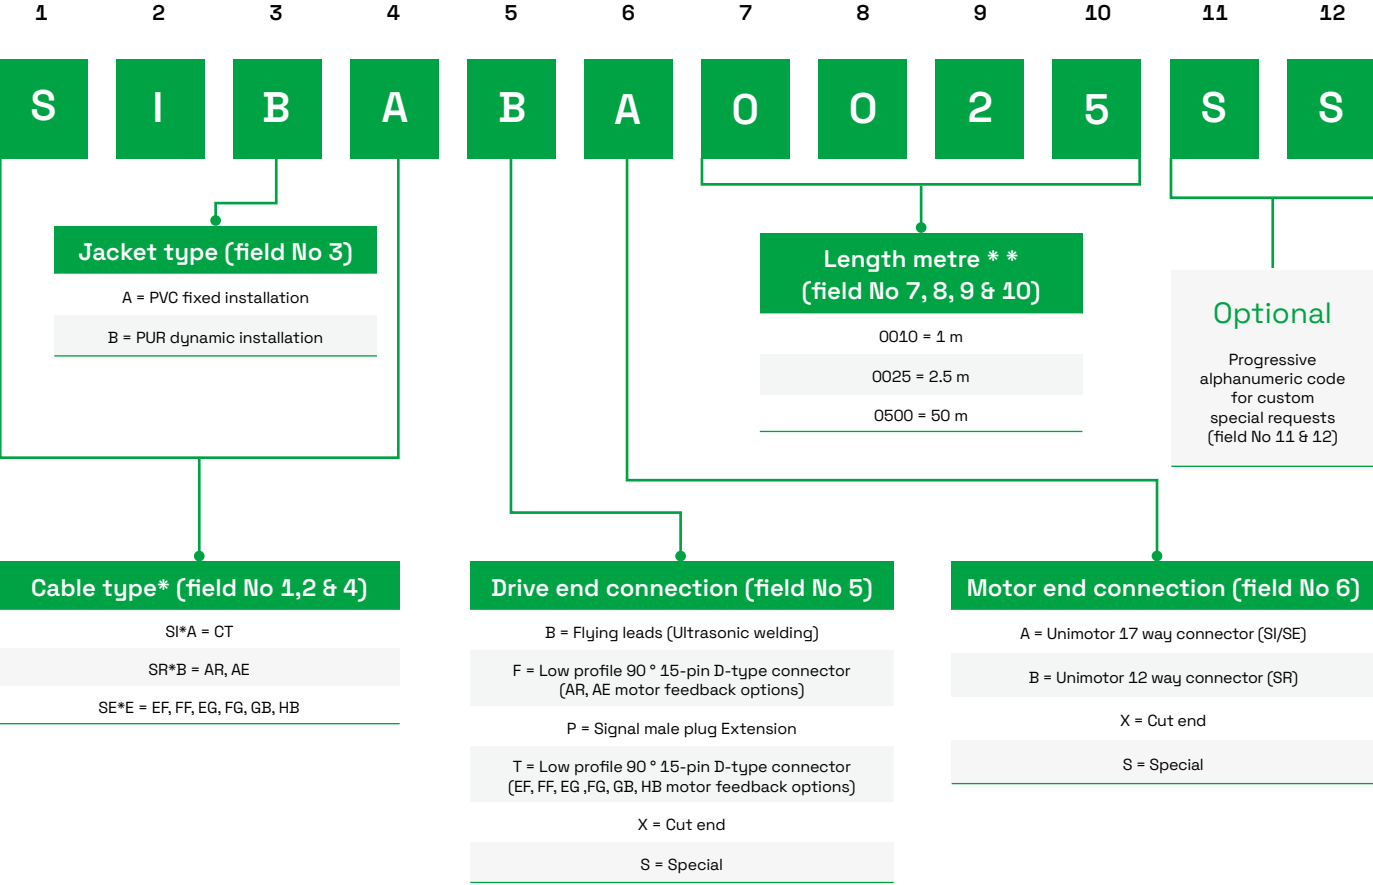 1 2 3 4 5 6 7 8 9 10 11 12
S I B A B A 0 0 2 5 S S
Jacket type (field No 3)
A = PVC fixed installation
B = PUR dynamic installation
Length metre * *
(field No 7, 8, 9 & 10)
0010 = 1 m
0025 = 2.5 m
0500 = 50 m
Optional
Progressive
alphanumeric code
for custom
special requests
(field No 11 & 12)
Cable type* (field No 1,2 & 4)
SI*A = CT
SR*B = AR, AE
SE*E = EF, FF, EG, FG, GB, HB
Drive end connection (field No 5)
B = Flying leads (Ultrasonic welding)
F = Low profile 90 ° 15-pin D-type connector
(AR, AE motor feedback options)
P = Signal male plug Extension
T = Low profile 90 ° 15-pin D-type connector
(EF, FF, EG ,FG, GB, HB motor feedback options)
X = Cut end
S = Special
Motor end connection (field No 6)
A = Unimotor 17 way connector (SI/SE)
B = Unimotor 12 way connector (SR)
X = Cut end
S = Special